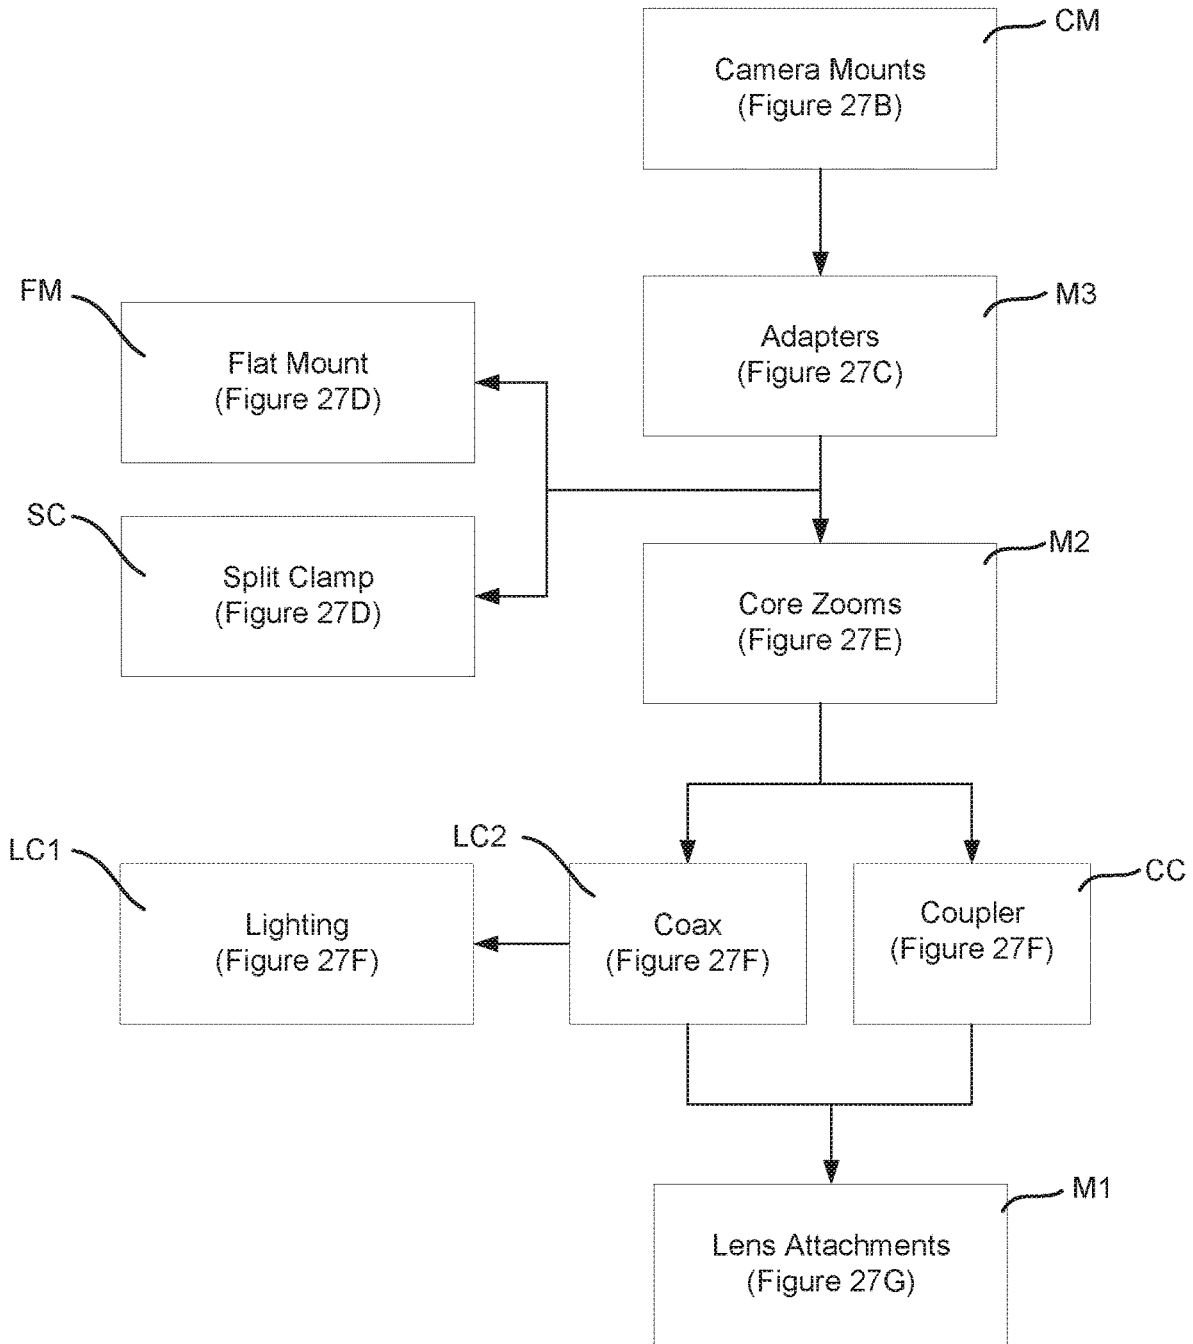 CM
Camera Mounts
(Figure 27B)
FM
M3
Flat Mount
(Figure 27D)
Adapters
(Figure 27C)
SC
M2
Split Clamp
(Figure 27D)
Core Zooms
(Figure 27E)
LC1
LC2
CC
Lighting
(Figure 27F)
Coax
(Figure 27F)
Coupler
(Figure 27F)
M1
Lens Attachments
(Figure 27G)